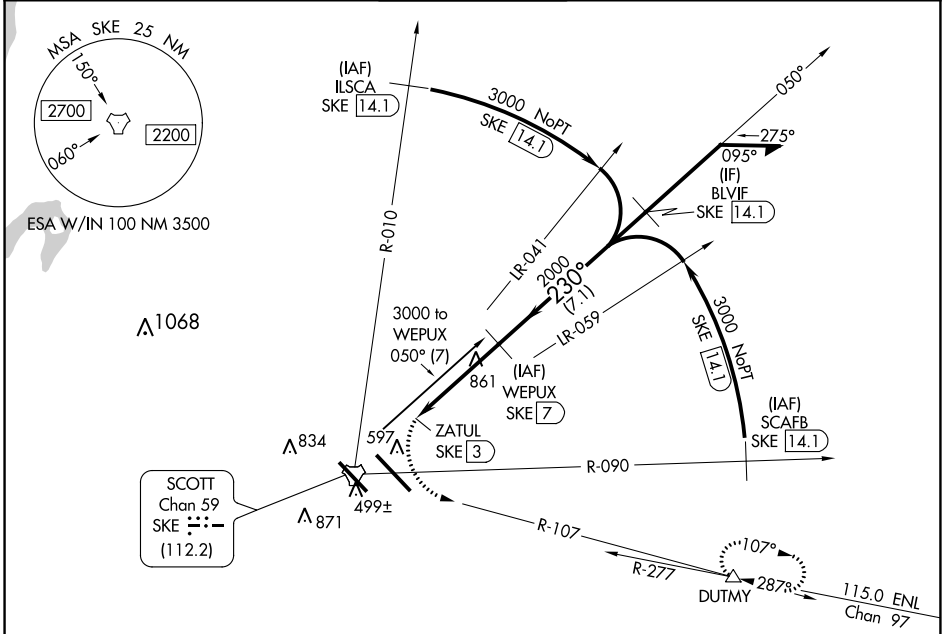 MSA SKE 25 NM
150°
2700
2200
060°
ESA W/IN 100 NM 3500
1068
(IAF)
ILSCA
SKE 14.1
3000 NoPT
SKE 14.1
050°
275°
095°
(IF)
BLVIF
SKE 14.1
R-010
LR-041
2000
230°
(7.1)
LR-059
3000 NoPT
SKE 14.1
3000 to
WEPUX
050° (7)
861
(IAF)
WEPUX
SKE 7
(IAF)
SCAFB
SKE 14.1
834
597
ZATUL
SKE 3
R-090
SCOTT
Chan 59
SKE
(112.2)
871
499±
R-107
R-277
107°
287°
DUTMY
115.0 ENL
Chan 97